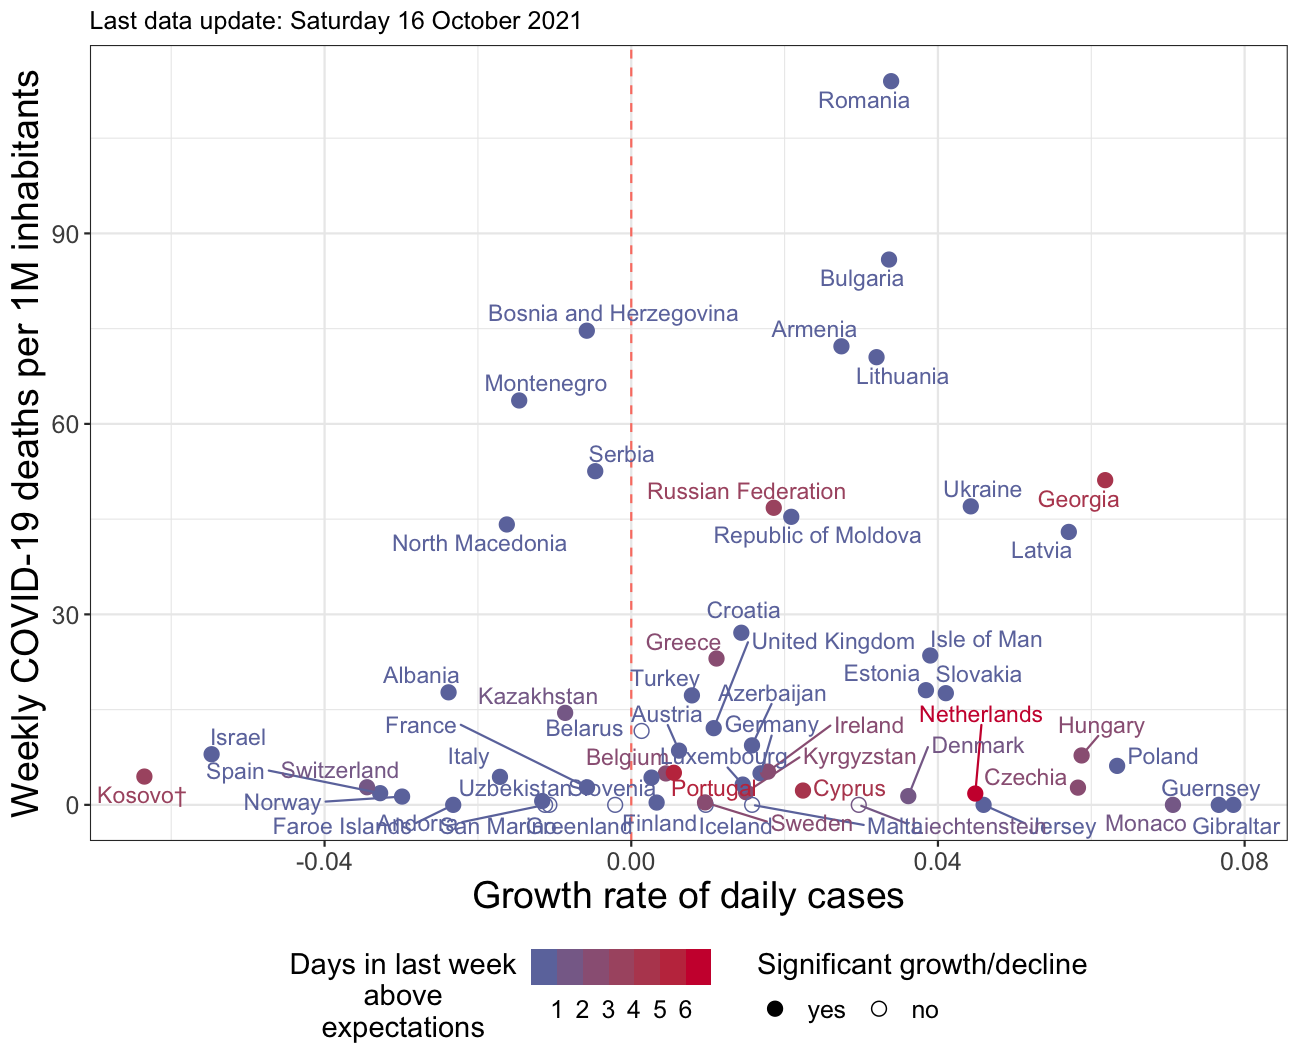 Last data update: Saturday 16 October 2021
Weekly COVID-19 deaths per 1M inhabitants
90
60
30
0
Romania
Bulgaria
Bosnia and Herzegovina
Armenia
Lithuania
Montenegro
Serbia
Russian Federation
Ukraine
Georgia
North Macedonia
Republic of Moldova
Latvia
Croatia
Greece
United Kingdom
Isle of Man
Albania
Turkey
Estonia
Slovakia
Kazakhstan
Azerbaijan
France
Belarus
Austria
Germany
Ireland
Netherlands
Hungary
Israel
Italy
Belgium
Luxembourg
Kyrgyzstan
Denmark
Poland
Spain
Switzerland
Czechia
Kosovo†
Norway
Uzbekistan
Slovenia
Portugal
Cyprus
Guernsey
Faroe Islands
Andorra
San Marino
Greenland
Finland
Iceland
Sweden
Malta
Liechtenstein
Jersey
Monaco
Gibraltar
-0.04
0.00
0.04
0.08
Growth rate of daily cases
Days in last week
above
expectations
1 2 3 4 5 6
Significant growth/decline
yes
no